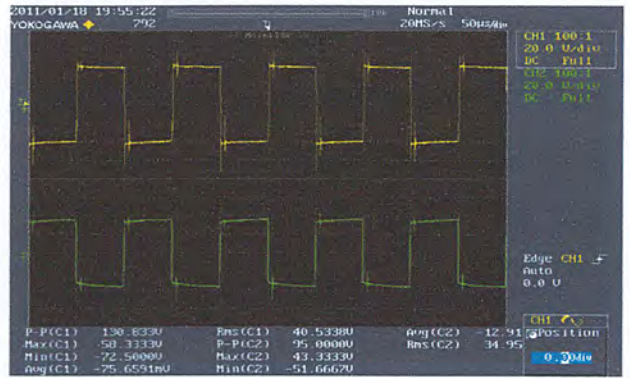 2011/01/18 19:55:22
Normal
YOKOGAWA 792
20MS/s 50µs/div
CH1 100:1
20.0 V/div
DC Full
CH2 100:1
20.0 V/div
DC Full
Edge CH1
Auto
0.0 V
CH1
Position
0.00div
P-P(C1) 130.833V
Rms(C1) 40.5338V
Avg(C2) -12.91
Max(C1) 58.3333V
P-P(C2) 95.0000V
Rms(C2) 34.95
Min(C1) -72.5000V
Max(C2) 43.3333V
Avg(C1) -75.6591mV
Min(C2) -51.6667V